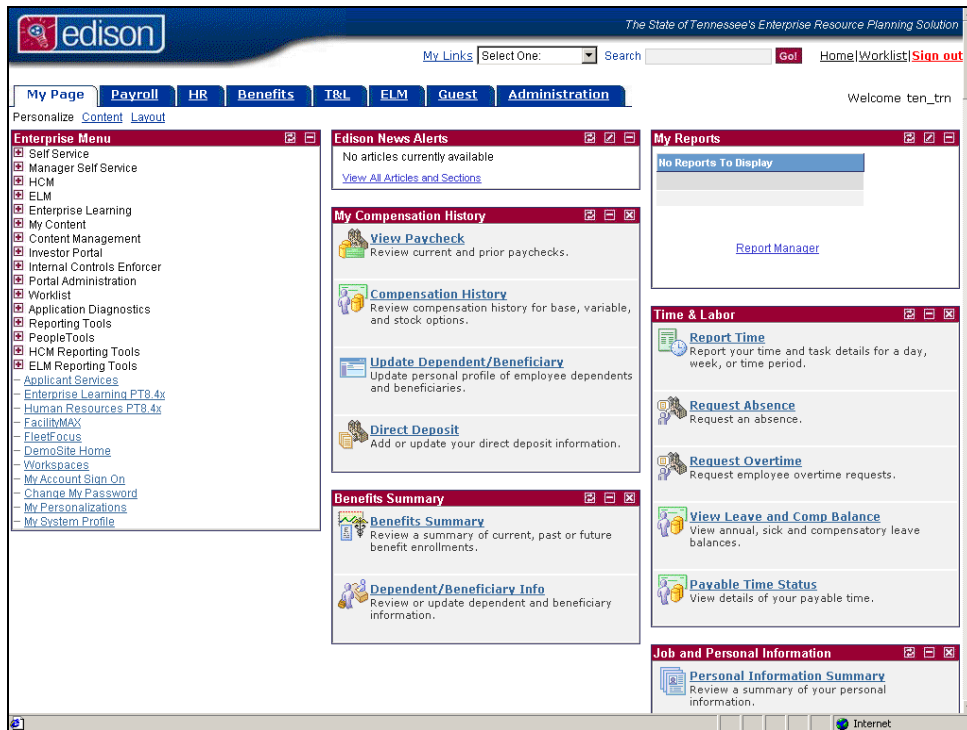 edison
The State of Tennessee's Enterprise Resource Planning Solution
My Links Select One: Search Go! Home|Worklist|Sign out
My Page Payroll HR Benefits T&L ELM Guest Administration
Welcome ten_trn
Personalize Content Layout
Enterprise Menu
Self Service
Manager Self Service
HCM
ELM
Enterprise Learning
My Content
Content Management
Investor Portal
Internal Controls Enforcer
Portal Administration
Worklist
Application Diagnostics
Reporting Tools
PeopleTools
HCM Reporting Tools
ELM Reporting Tools
Applicant Services
Enterprise Learning PT8.4x
Human Resources PT8.4x
FacilityMAX
FleetFocus
DemoSite Home
Workspaces
My Account Sign On
Change My Password
My Personalizations
My System Profile
Edison News Alerts
No articles currently available
View All Articles and Sections
My Compensation History
View Paycheck
Review current and prior paychecks.
Compensation History
Review compensation history for base, variable,
and stock options.
Update Dependent/Beneficiary
Update personal profile of employee dependents
and beneficiaries.
Direct Deposit
Add or update your direct deposit information.
Benefits Summary
Benefits Summary
Review a summary of current, past or future
benefit enrollments.
Dependent/Beneficiary Info
Review or update dependent and beneficiary
information.
My Reports
No Reports To Display
Report Manager
Time & Labor
Report Time
Report your time and task details for a day,
week, or time period.
Request Absence
Request an absence.
Request Overtime
Request employee overtime requests.
View Leave and Comp Balance
View annual, sick and compensatory leave
balances.
Payable Time Status
View details of your payable time.
Job and Personal Information
Personal Information Summary
Review a summary of your personal
information.
Internet